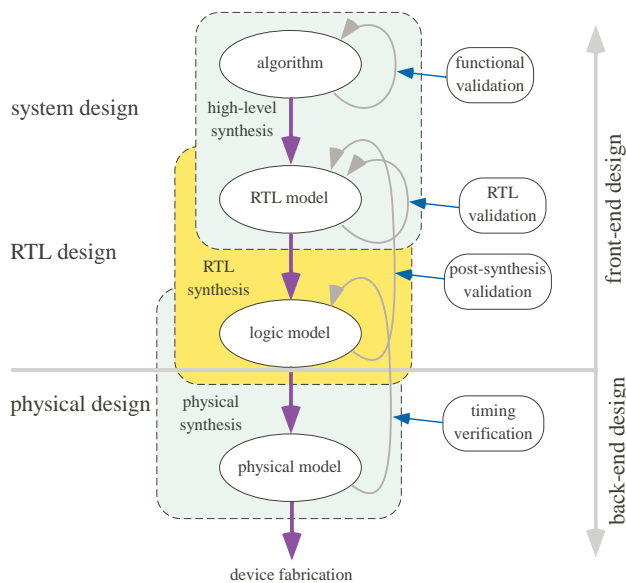 algorithm
functional
validation
system design
high-level
synthesis
RTL model
RTL
validation
front-end design
RTL design
RTL
synthesis
post-synthesis
validation
logic model
physical design
physical
synthesis
timing
verification
back-end design
physical model
device fabrication